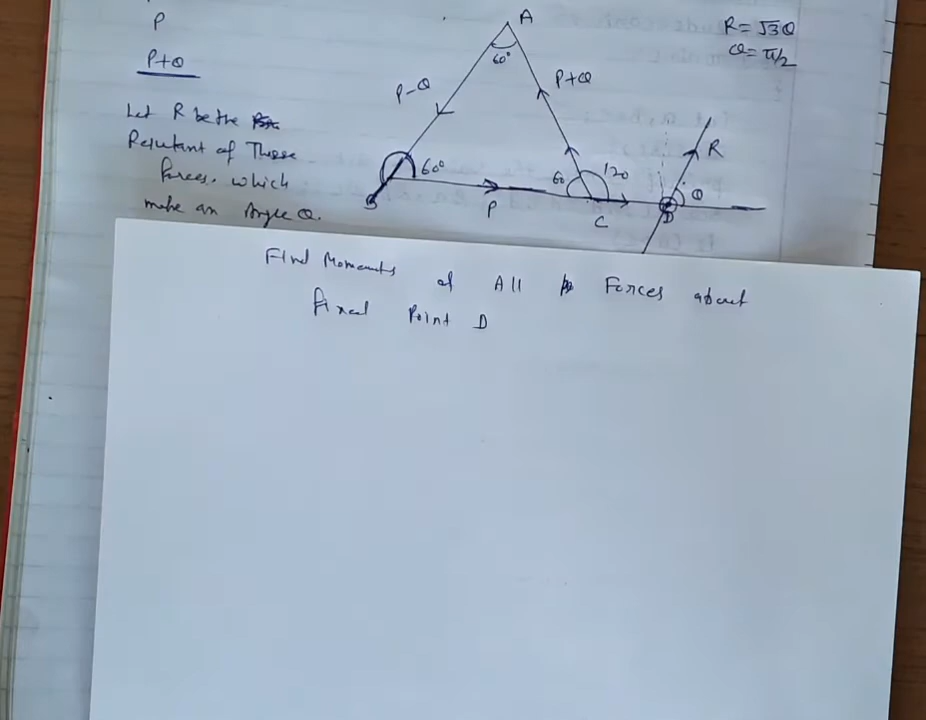 P
P+Q
Let R be the
Relutant of These
forces. which
make an Angle Q.
A
60°
P-Q
P+Q
R = √3Q
Q = π/2
B
60°
P
60
120
C
D
Q
R
Find Moments of All Forces about
fixed Point D